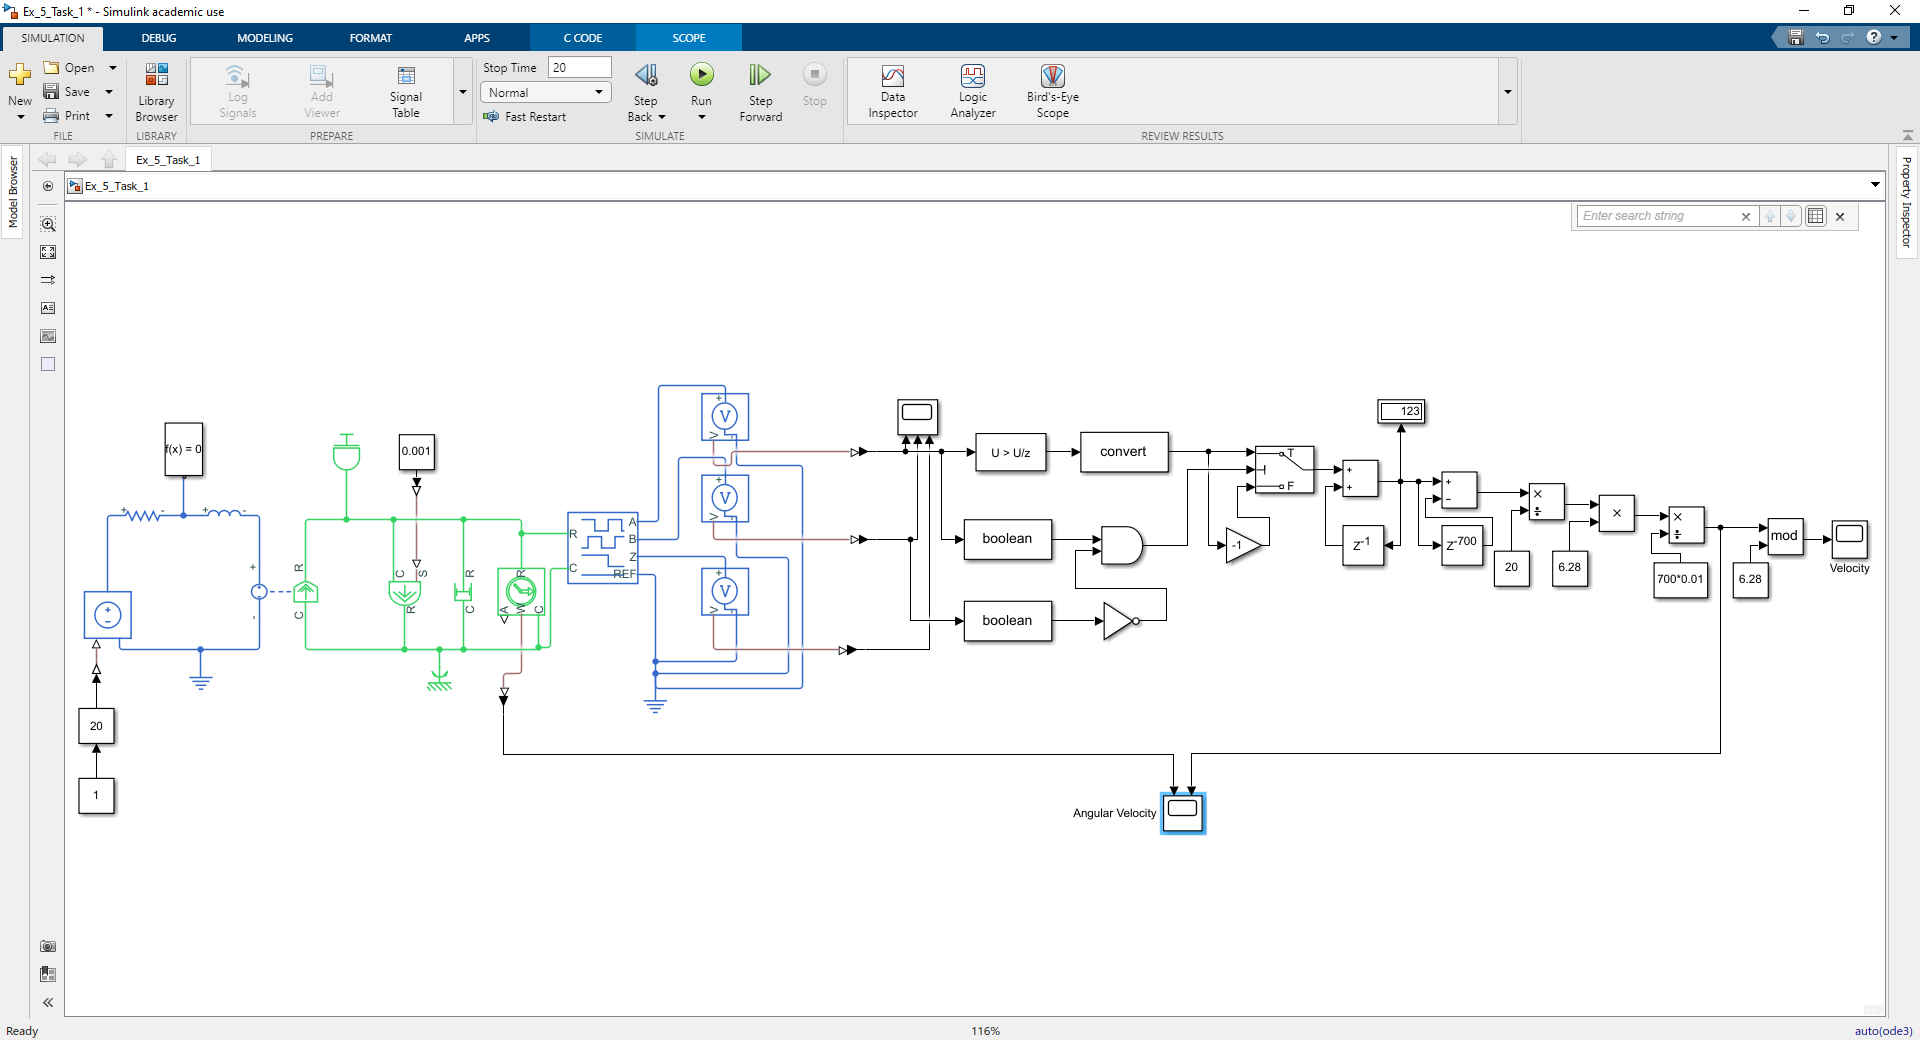 Ex_5_Task_1 * - Simulink academic use
SIMULATION DEBUG MODELING FORMAT APPS C CODE SCOPE
New
Open
Save
Print
FILE
Library
Browser
LIBRARY
Log
Signals
Add
Viewer
Signal
Table
PREPARE
Stop Time 20
Normal
Fast Restart
Step
Back
Run
Step
Forward
Stop
SIMULATE
Data
Inspector
Logic
Analyzer
Bird's-Eye
Scope
REVIEW RESULTS
Model Browser
Property Inspector
Ex_5_Task_1
Ex_5_Task_1
Enter search string
f(x) = 0
0.001
20
1
R
C
C
S
R
R
C
R
A
W
C
R
C
A
B
Z
REF
V
V
V
V
V
V
U > U/z
convert
boolean
boolean
-1
T
F
z-1
123
z-700
20
6.28
700*0.01
6.28
mod
Velocity
Angular Velocity
Ready
116%
auto(ode3)